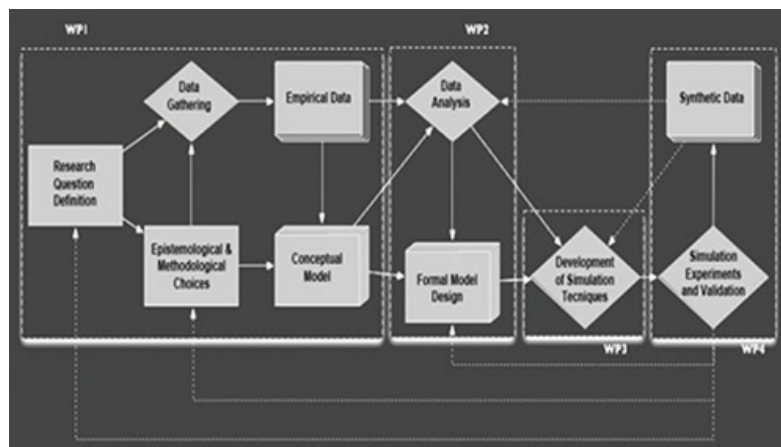 WP1
WP2
Data
Gathering
Empirical Data
Data
Analysis
Synthetic Data
Research
Question
Definition
Epistemological &
Methodological
Choices
Conceptual
Model
Formal Model
Design
Development
of Simulation
Tecniques
Simulation
Experiments
and Validation
WP3
WP4